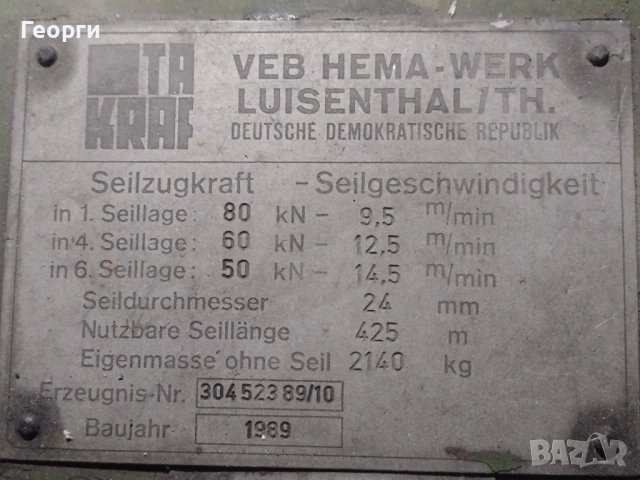 Георги
TA
KRAF
VEB HEMA-WERK
LUISENTHAL/TH.
DEUTSCHE DEMOKRATISCHE REPUBLIK
Seilzugkraft - Seilgeschwindigkeit
in 1. Seillage: 80 kN - 9,5 m/min
in 4. Seillage: 60 kN - 12,5 m/min
in 6. Seillage: 50 kN - 14,5 m/min
Seildurchmesser 24 mm
Nutzbare Seillänge 425 m
Eigenmasse ohne Seil 2140 kg
Erzeugnis-Nr. 304 523 89/10
Baujahr 1989
BAZAR